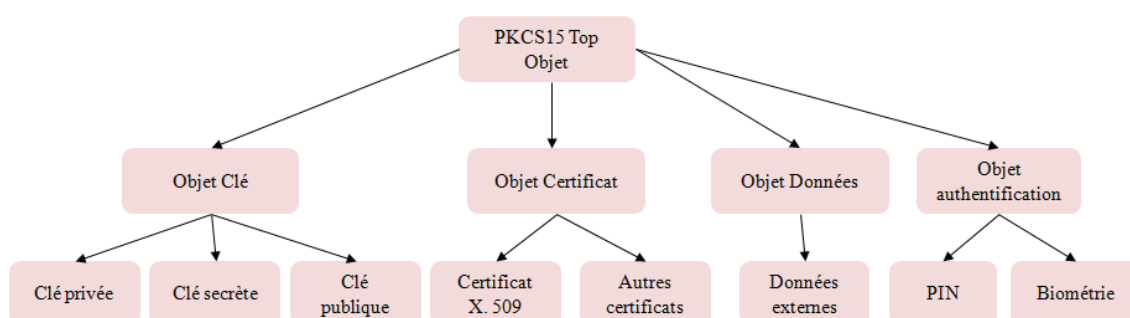 PKCS15 Top
Objet
Objet Clé
Objet Certificat
Objet Données
Objet
authentification
Clé privée
Clé secrète
Clé
publique
Certificat
X. 509
Autres
certificats
Données
externes
PIN
Biométrie